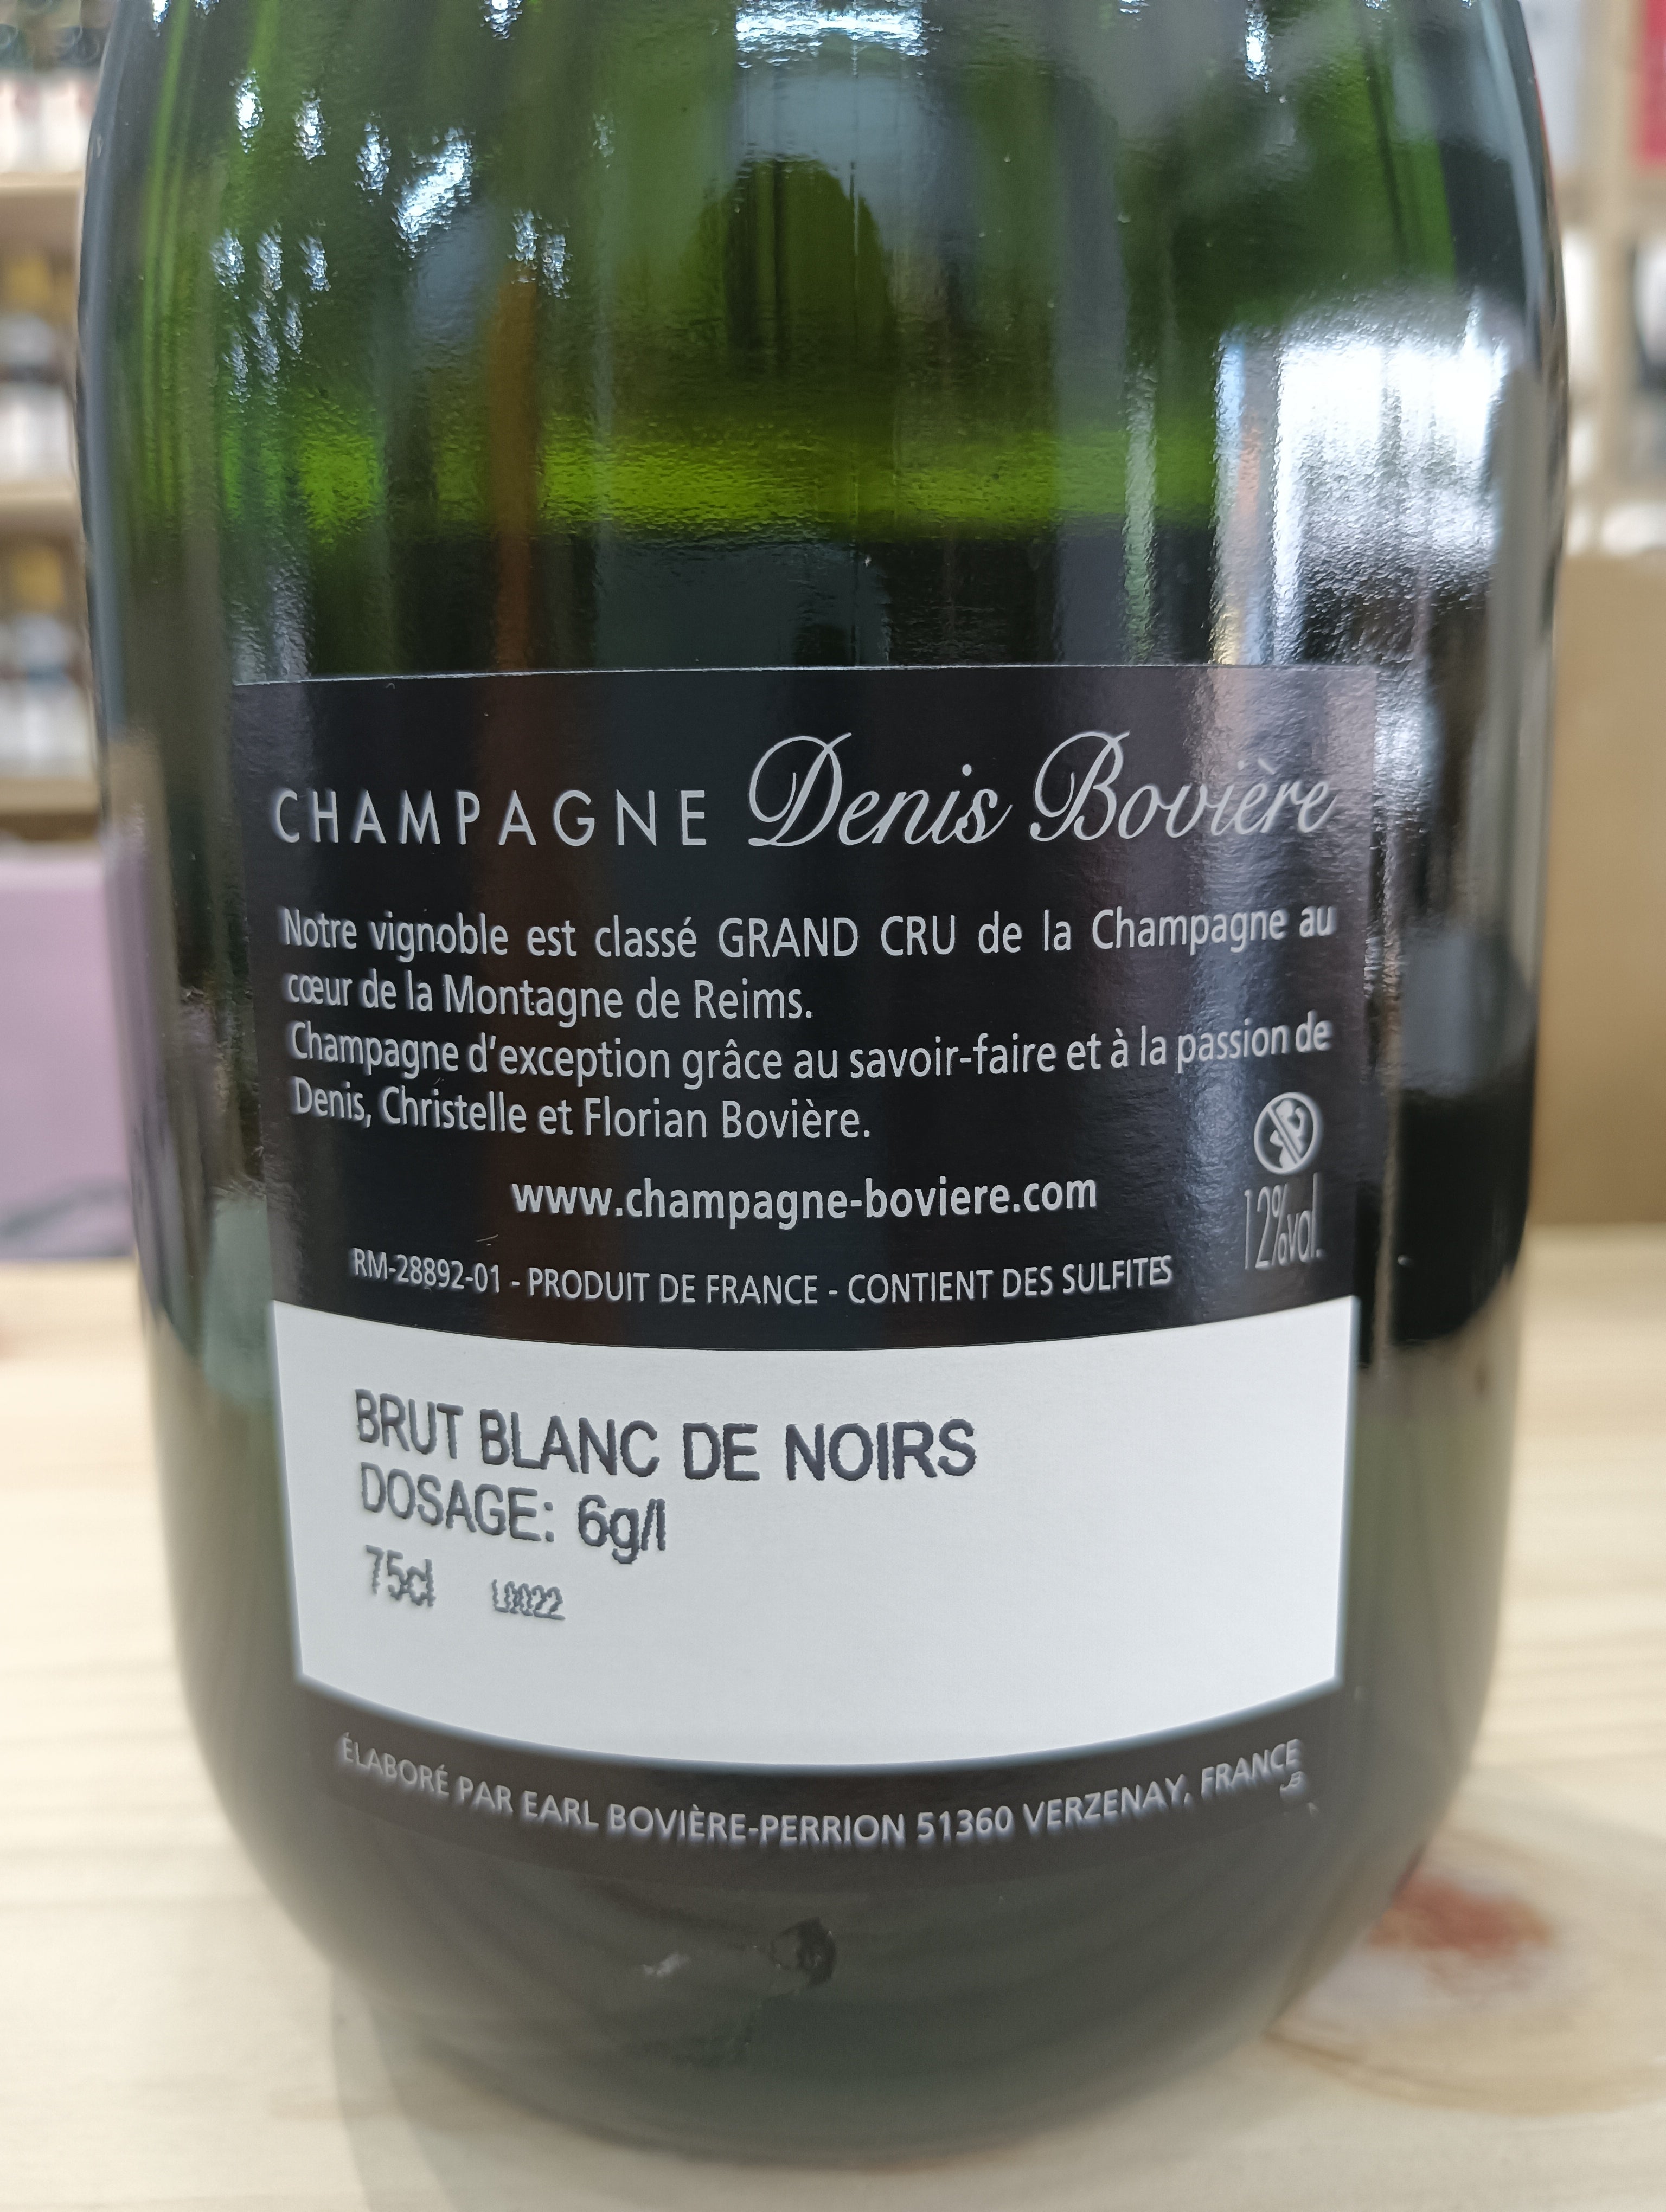 CHAMPAGNE Denis Bovière
Notre vignoble est classé GRAND CRU de la Champagne au
cœur de la Montagne de Reims.
Champagne d'exception grâce au savoir-faire et à la passion de
Denis, Christelle et Florian Bovière.
www.champagne-boviere.com
12%vol.
RM-28892-01 - PRODUIT DE FRANCE - CONTIENT DES SULFITES
BRUT BLANC DE NOIRS
DOSAGE: 6g/l
75cl L0022
ÉLABORÉ PAR EARL BOVIÈRE-PERRION 51360 VERZENAY, FRANCE